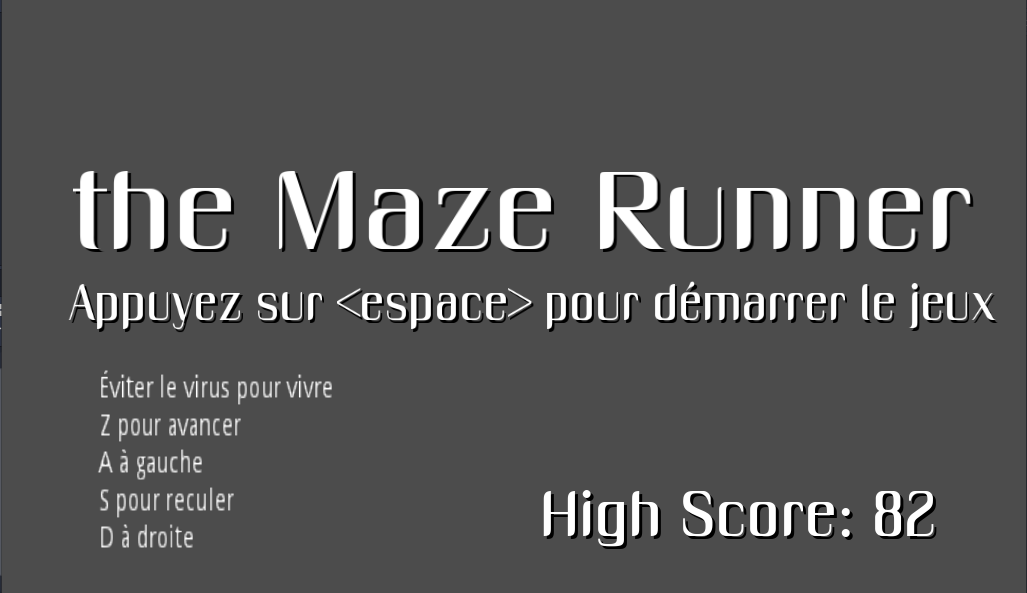 the Maze Runner
Appuyez sur <espace> pour démarrer le jeux
Éviter le virus pour vivre
Z pour avancer
A à gauche
S pour reculer
D à droite
High Score: 82